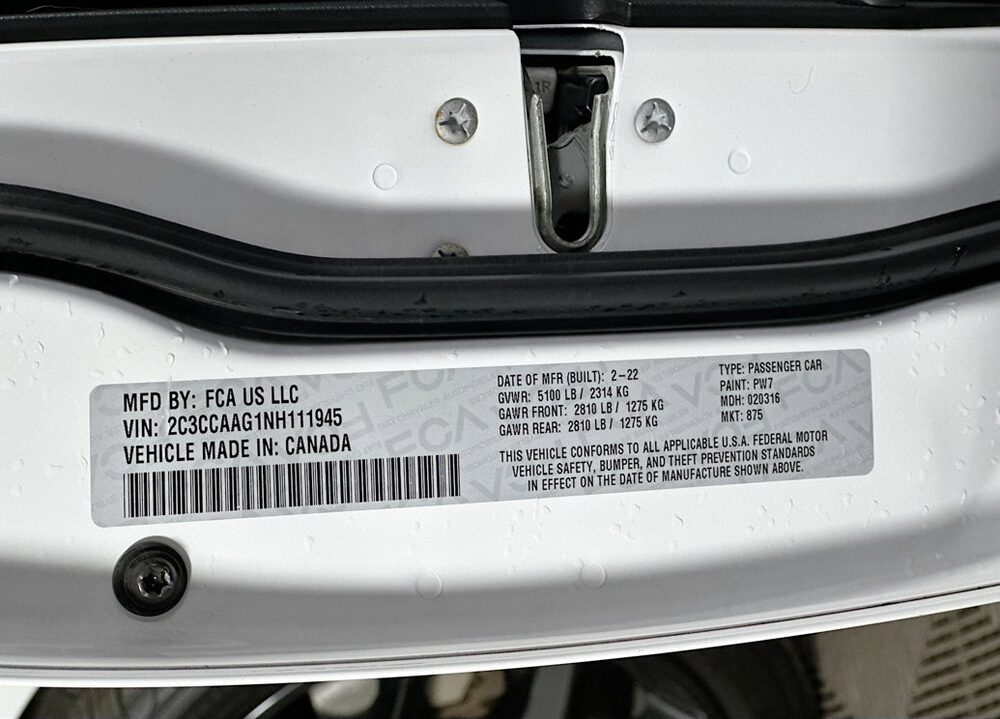 MFD BY: FCA US LLC
VIN: 2C3CCAAG1NH111945
VEHICLE MADE IN: CANADA
DATE OF MFR (BUILT): 2-22
GVWR: 5100 LB / 2314 KG
GAWR FRONT: 2810 LB / 1275 KG
GAWR REAR: 2810 LB / 1275 KG
TYPE: PASSENGER CAR
PAINT: PW7
MDH: 020316
MKT: 875
THIS VEHICLE CONFORMS TO ALL APPLICABLE U.S.A. FEDERAL MOTOR
VEHICLE SAFETY, BUMPER, AND THEFT PREVENTION STANDARDS
IN EFFECT ON THE DATE OF MANUFACTURE SHOWN ABOVE.